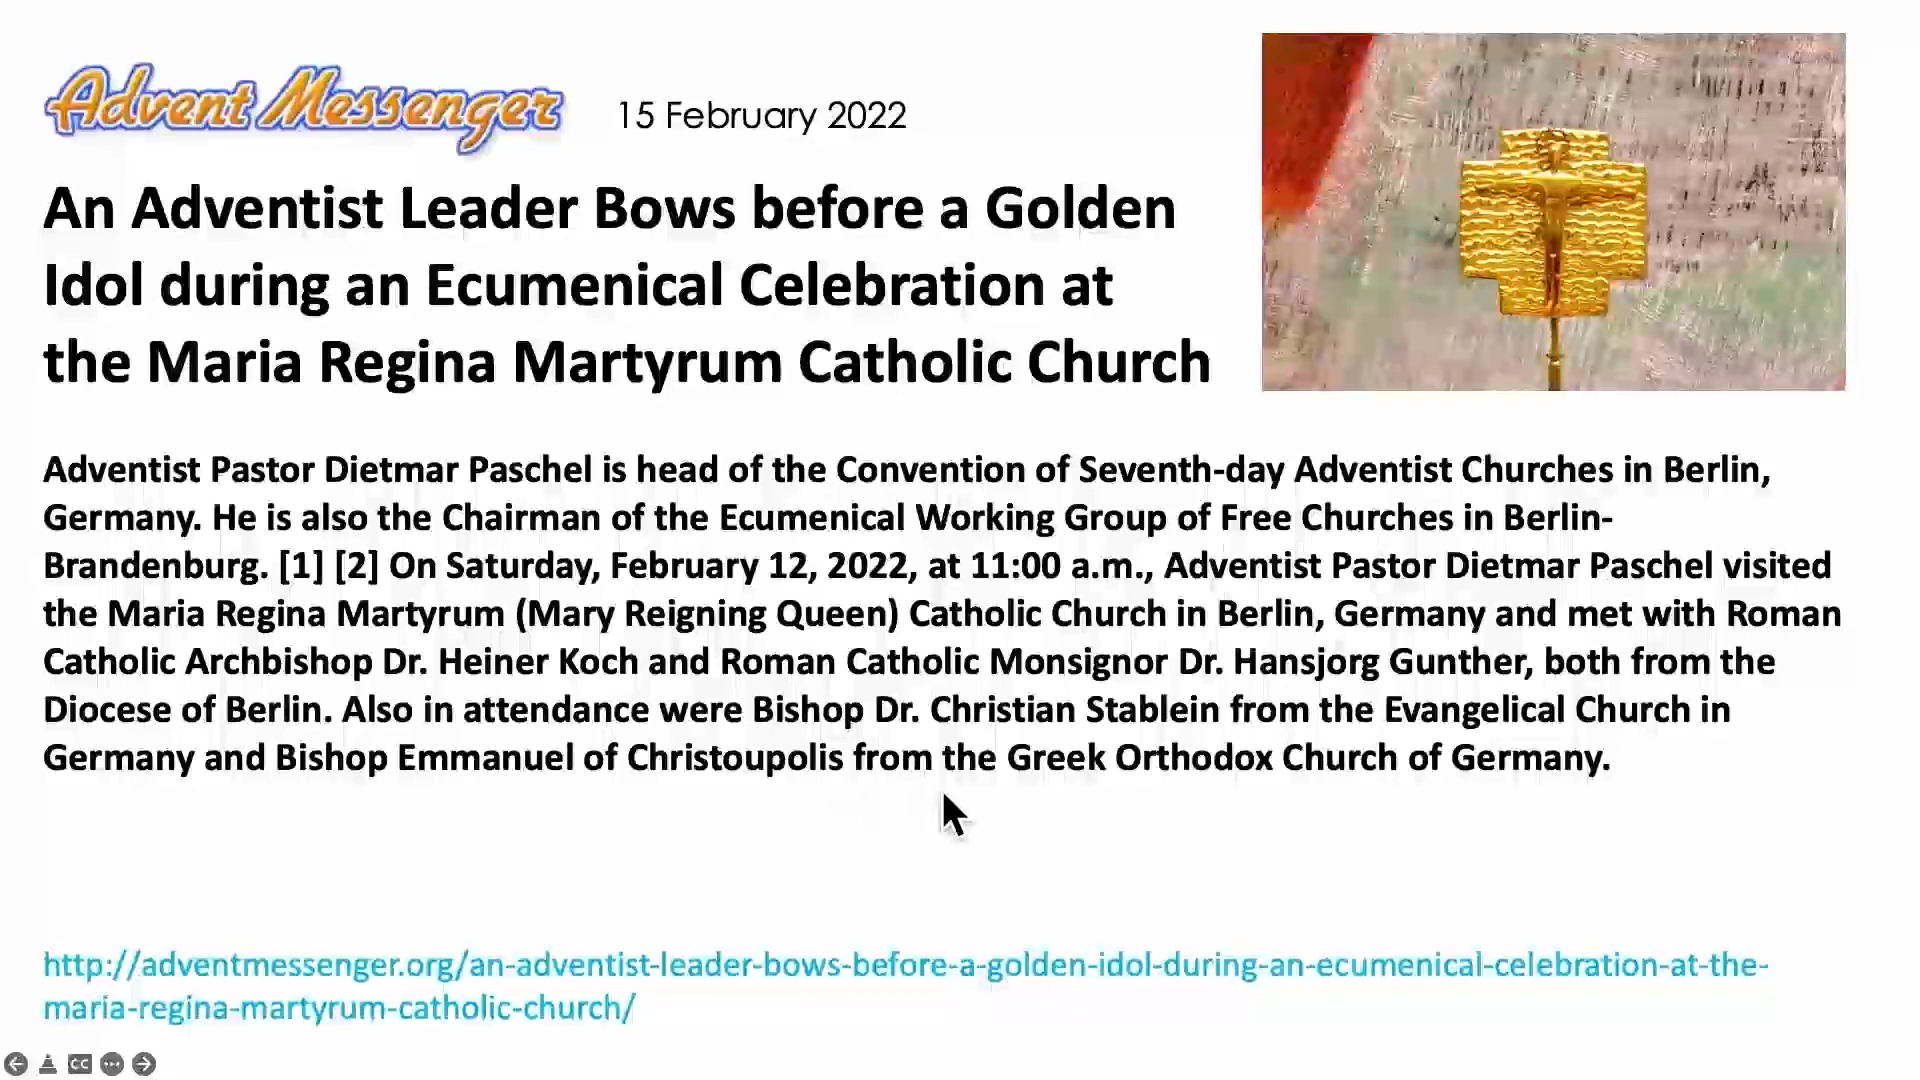 Advent Messenger
15 February 2022
An Adventist Leader Bows before a Golden
Idol during an Ecumenical Celebration at
the Maria Regina Martyrum Catholic Church
Adventist Pastor Dietmar Paschel is head of the Convention of Seventh-day Adventist Churches in Berlin,
Germany. He is also the Chairman of the Ecumenical Working Group of Free Churches in Berlin-
Brandenburg. [1] [2] On Saturday, February 12, 2022, at 11:00 a.m., Adventist Pastor Dietmar Paschel visited
the Maria Regina Martyrum (Mary Reigning Queen) Catholic Church in Berlin, Germany and met with Roman
Catholic Archbishop Dr. Heiner Koch and Roman Catholic Monsignor Dr. Hansjorg Gunther, both from the
Diocese of Berlin. Also in attendance were Bishop Dr. Christian Stablein from the Evangelical Church in
Germany and Bishop Emmanuel of Christoupolis from the Greek Orthodox Church of Germany.
http://adventmessenger.org/an-adventist-leader-bows-before-a-golden-idol-during-an-ecumenical-celebration-at-the-
maria-regina-martyrum-catholic-church/
CC